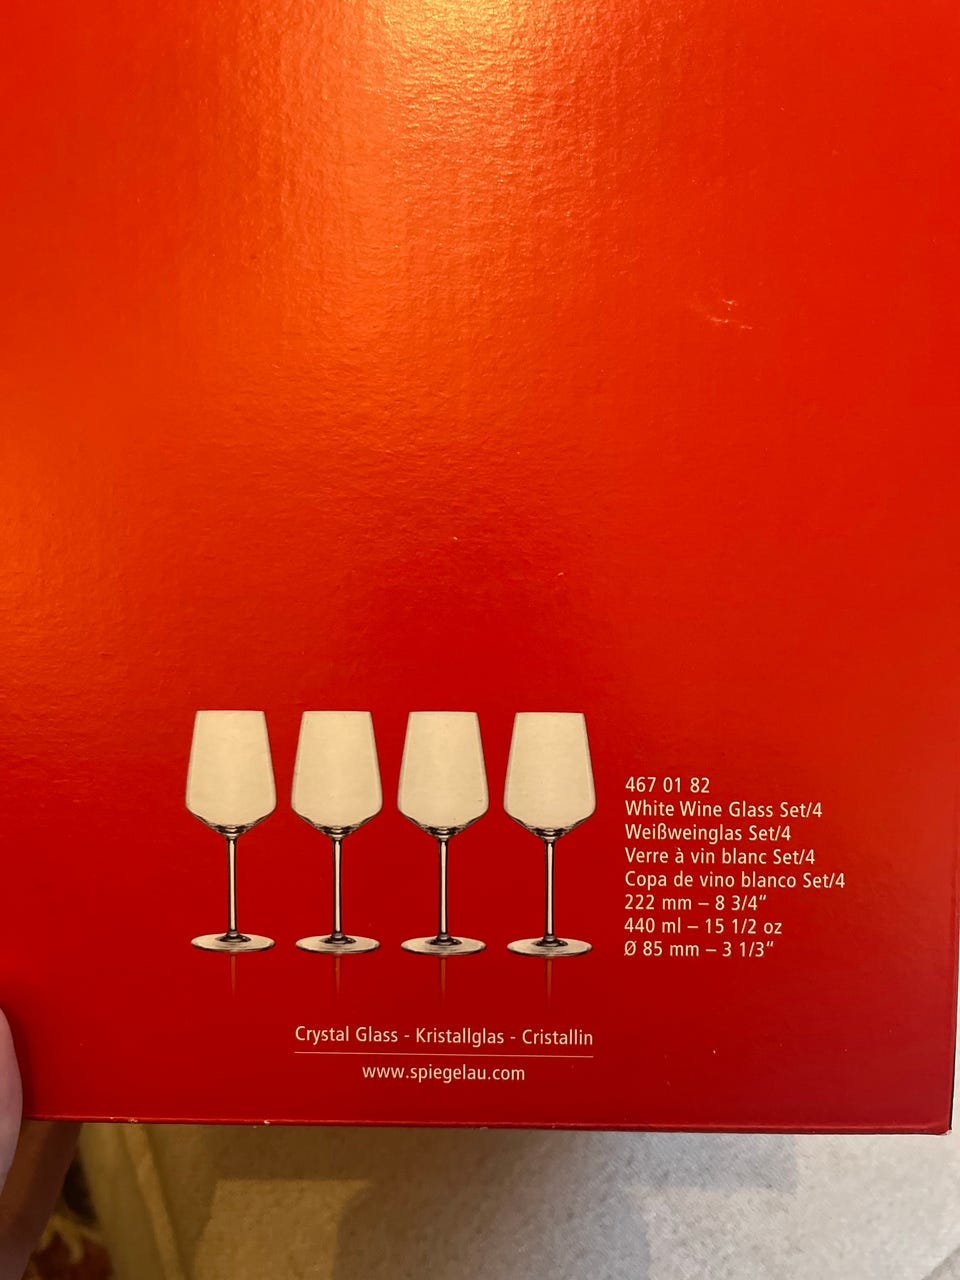 467 01 82
White Wine Glass Set/4
Weißweinglas Set/4
Verre à vin blanc Set/4
Copa de vino blanco Set/4
222 mm – 8 3/4“
440 ml – 15 1/2 oz
Ø 85 mm – 3 1/3“
Crystal Glass - Kristallglas - Cristallin
www.spiegelau.com